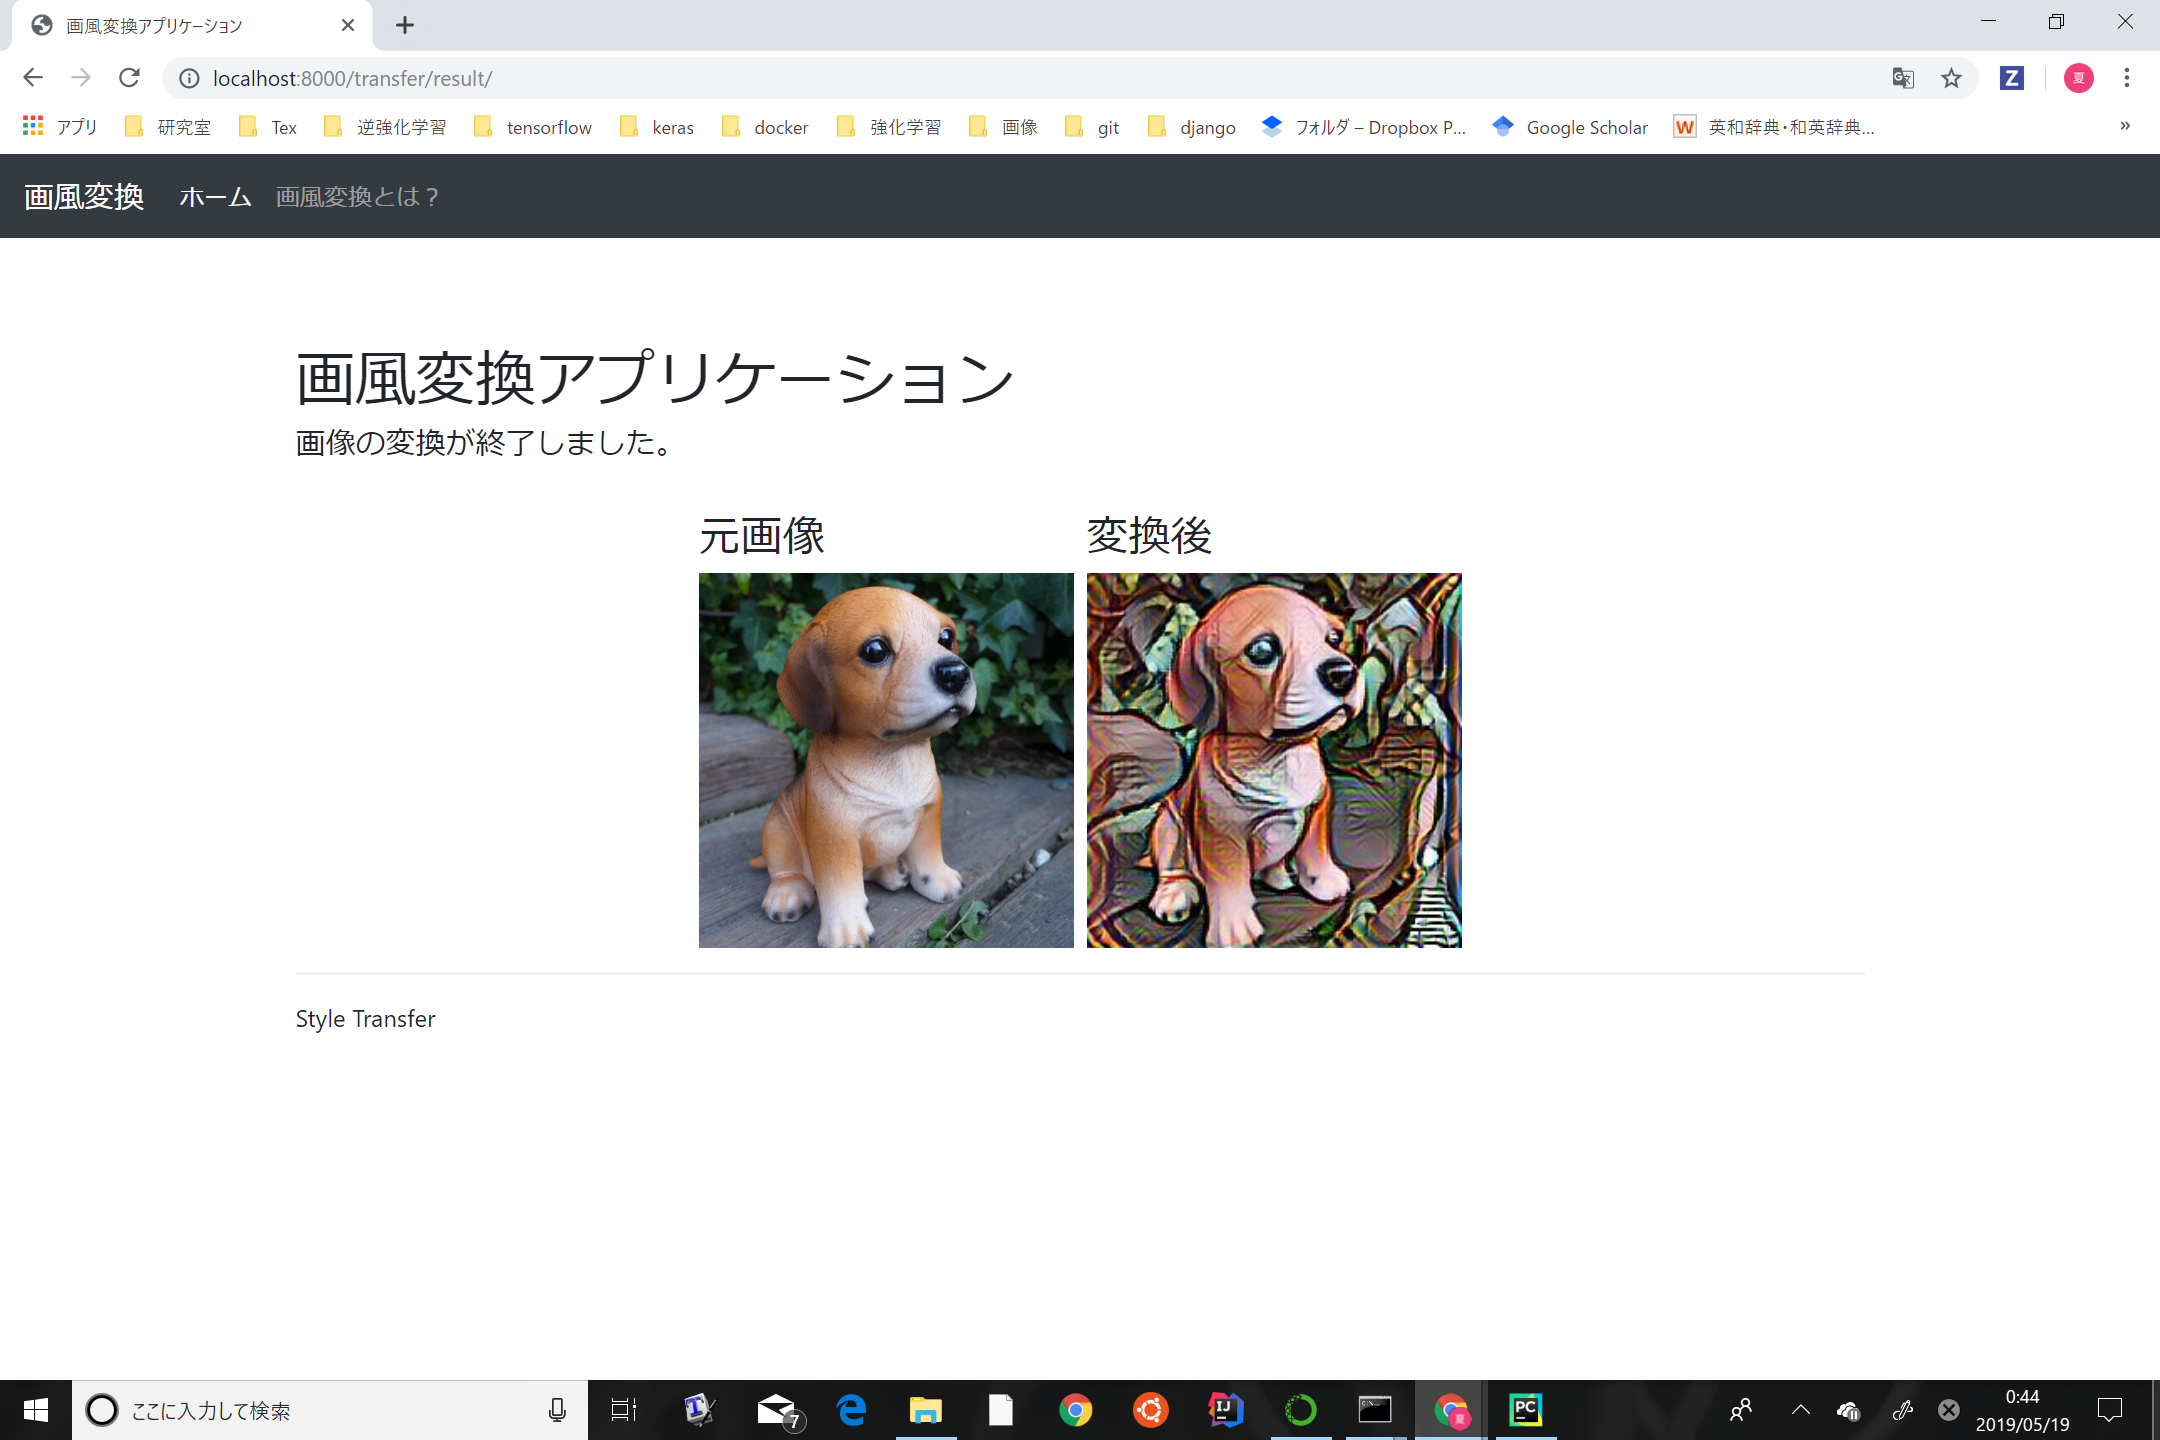 画風変換アプリケーション
localhost:8000/transfer/result/
夏
アプリ 研究室 Tex 逆強化学習 tensorflow keras docker 強化学習 画像 git django フォルダ – Dropbox P... Google Scholar W 英和辞典・和英辞典... »
画風変換 ホーム 画風変換とは？
画風変換アプリケーション
画像の変換が終了しました。
元画像 変換後
Style Transfer
ここに入力して検索
7
IJ
夏
PC
0:44
2019/05/19